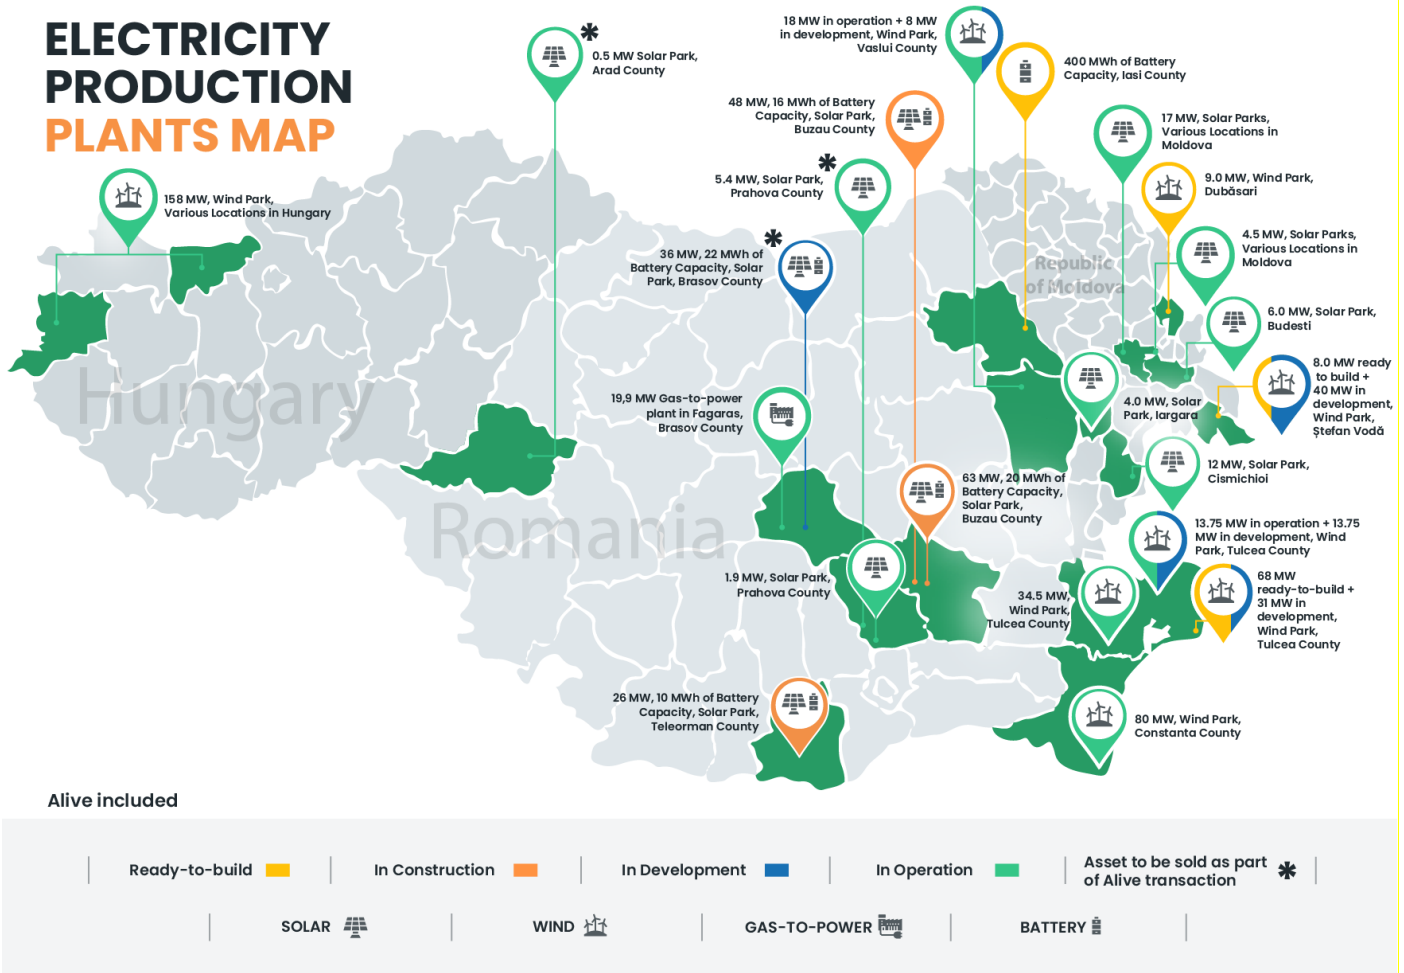 ELECTRICITY
PRODUCTION
PLANTS MAP
*
0.5 MW Solar Park,
Arad County
18 MW in operation + 8 MW
in development, Wind Park,
Vaslui County
400 MWh of Battery
Capacity, Iasi County
48 MW, 16 MWh of Battery
Capacity, Solar Park,
Buzau County
17 MW, Solar Parks,
Various Locations in
Moldova
*
5.4 MW, Solar Park,
Prahova County
9.0 MW, Wind Park,
Dubăsari
158 MW, Wind Park,
Various Locations in Hungary
*
36 MW, 22 MWh of
Battery Capacity, Solar
Park, Brasov County
4.5 MW, Solar Parks,
Various Locations in
Moldova
Republic
of Moldova
6.0 MW, Solar Park,
Budesti
8.0 MW ready
to build +
40 MW in
development,
Wind Park,
Ștefan Vodă
Hungary
19,9 MW Gas-to-power
plant in Fagaras,
Brasov County
4.0 MW, Solar
Park, Iargara
12 MW, Solar Park,
Cismichioi
63 MW, 20 MWh of
Battery Capacity,
Solar Park,
Buzau County
Romania
13.75 MW in operation + 13.75
MW in development, Wind
Park, Tulcea County
1.9 MW, Solar Park,
Prahova County
34.5 MW,
Wind Park,
Tulcea County
68 MW
ready-to-build +
31 MW in
development,
Wind Park,
Tulcea County
26 MW, 10 MWh of Battery
Capacity, Solar Park,
Teleorman County
80 MW, Wind Park,
Constanta County
Alive included
Ready-to-build
In Construction
In Development
In Operation
Asset to be sold as part
of Alive transaction *
SOLAR
WIND
GAS-TO-POWER
BATTERY